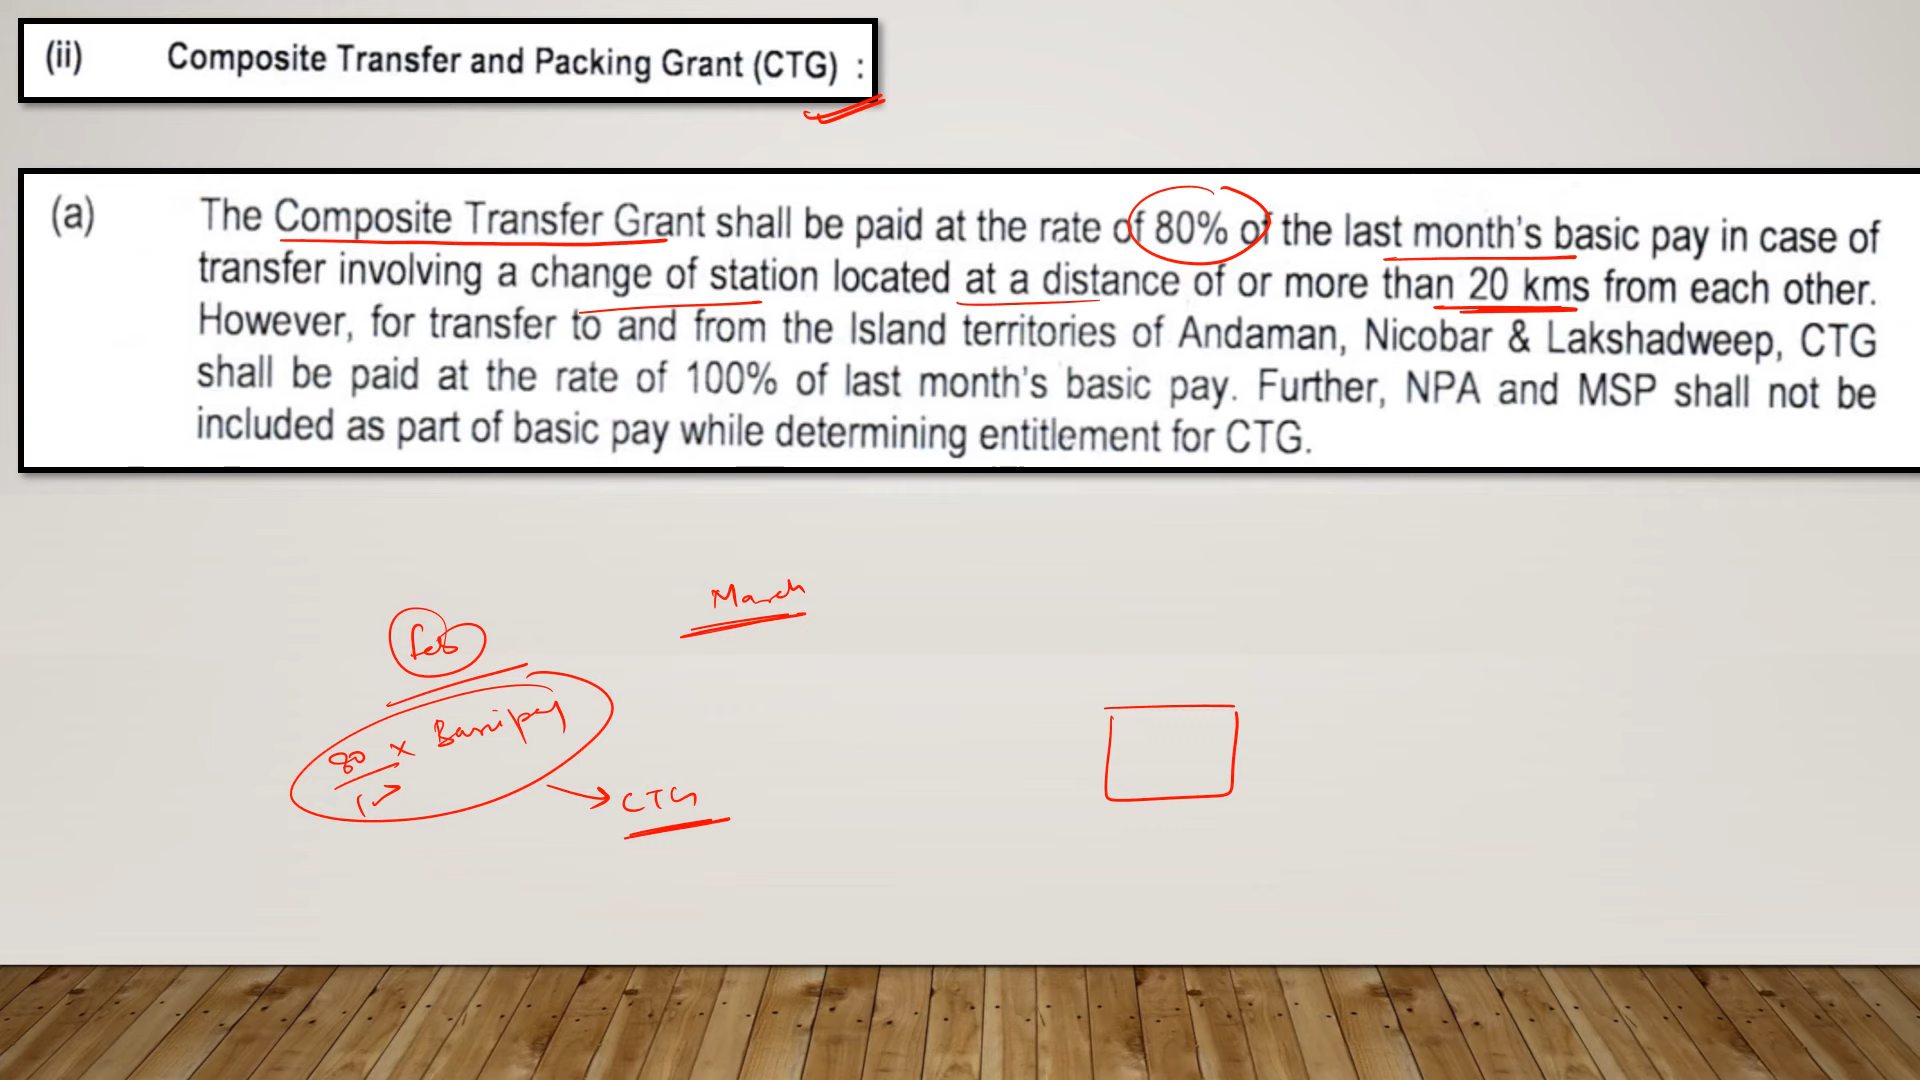 (ii) Composite Transfer and Packing Grant (CTG) :
(a) The Composite Transfer Grant shall be paid at the rate of 80% of the last month's basic pay in case of
transfer involving a change of station located at a distance of or more than 20 kms from each other.
However, for transfer to and from the Island territories of Andaman, Nicobar & Lakshadweep, CTG
shall be paid at the rate of 100% of last month's basic pay. Further, NPA and MSP shall not be
included as part of basic pay while determining entitlement for CTG.
March
Feb
80 x Basic pay
CTG